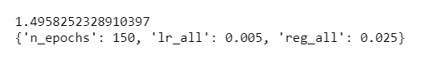 1.4958252328910397
{'n_epochs': 150, 'lr_all': 0.005, 'reg_all': 0.025}